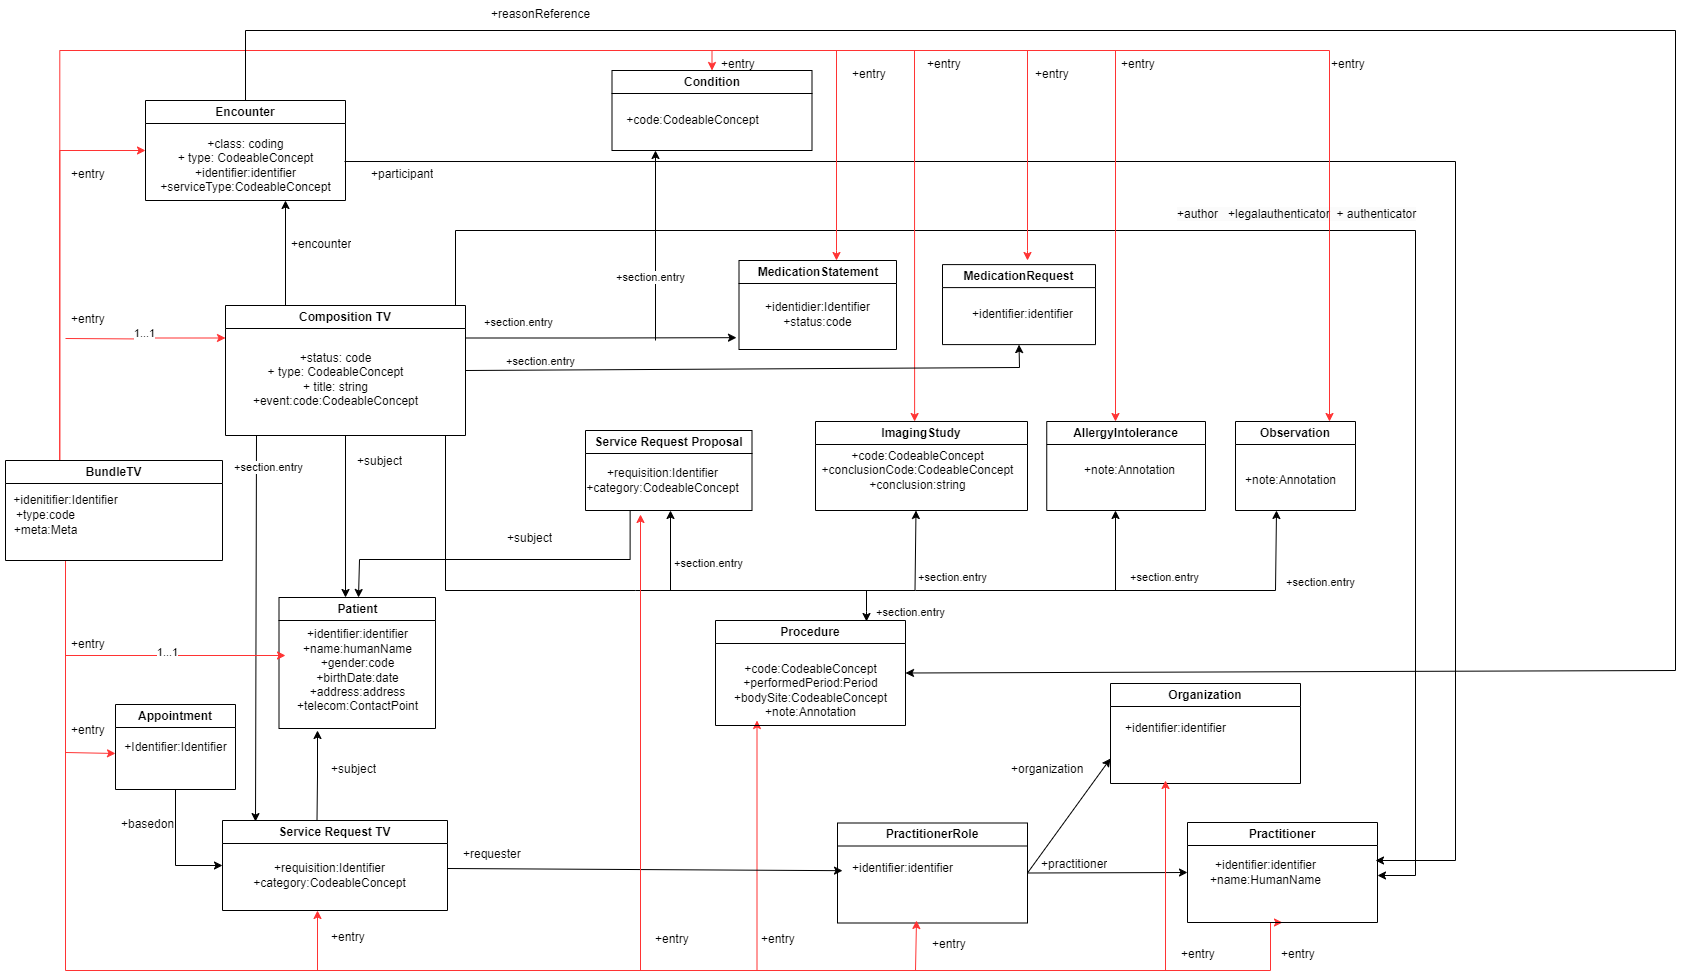 +reasonReference
+entry
+entry
+entry
+entry
+entry
+entry
Condition
+code:CodeableConcept
Encounter
+class: coding
+ type: CodeableConcept
+identifier:identifier
+serviceType:CodeableConcept
+entry
+participant
+author +legalauthenticator + authenticator
+encounter
+section.entry
MedicationStatement
+identidier:Identifier
+status:code
MedicationRequest
+identifier:identifier
+entry
1...1
Composition TV
+status: code
+ type: CodeableConcept
+ title: string
+event:code:CodeableConcept
+section.entry
+section.entry
+section.entry
+subject
Service Request Proposal
+requisition:Identifier
+category:CodeableConcept
ImagingStudy
+code:CodeableConcept
+conclusionCode:CodeableConcept
+conclusion:string
AllergyIntolerance
+note:Annotation
Observation
+note:Annotation
BundleTV
+idenitifier:Identifier
+type:code
+meta:Meta
+subject
+section.entry
+section.entry
+section.entry
+section.entry
+section.entry
Patient
+identifier:identifier
+name:humanName
+gender:code
+birthDate:date
+address:address
+telecom:ContactPoint
+entry
1...1
Procedure
+code:CodeableConcept
+performedPeriod:Period
+bodySite:CodeableConcept
+note:Annotation
Organization
+identifier:identifier
Appointment
+Identifier:Identifier
+entry
+subject
+organization
+basedon
Service Request TV
+requisition:Identifier
+category:CodeableConcept
+requester
PractitionerRole
+identifier:identifier
+practitioner
Practitioner
+identifier:identifier
+name:HumanName
+entry
+entry
+entry
+entry
+entry
+entry